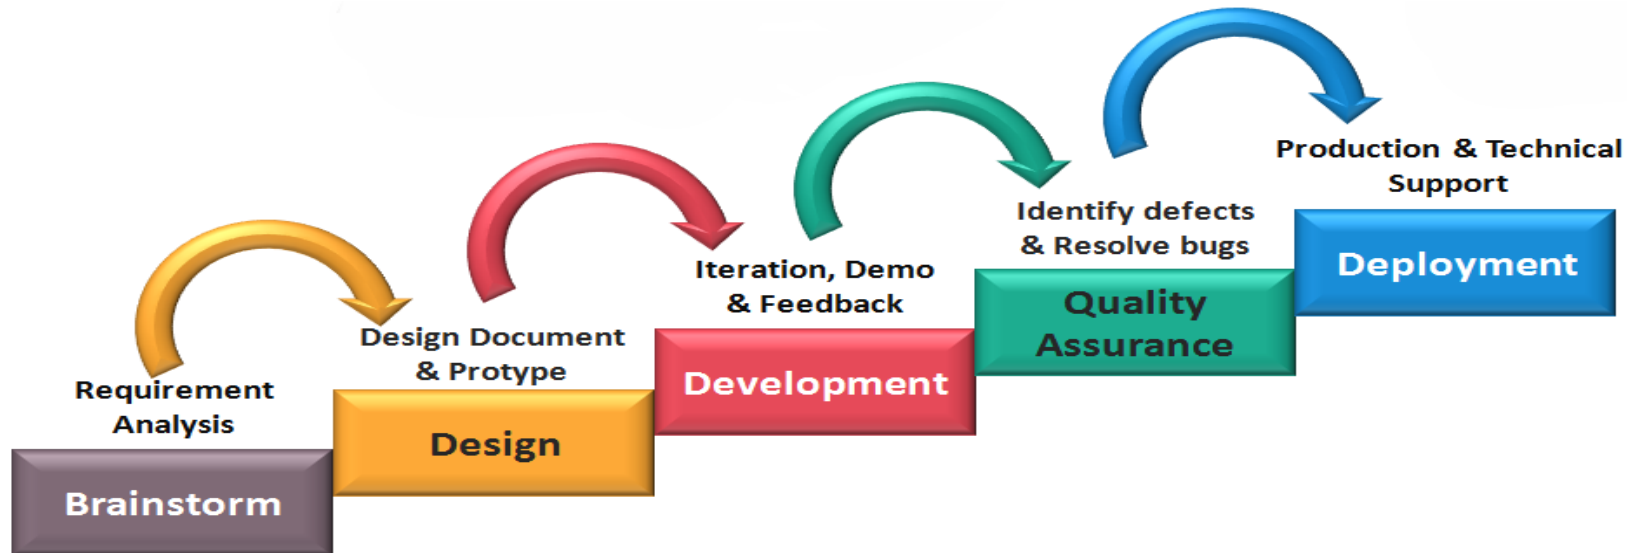 Requirement
Analysis
Brainstorm
Design Document
& Protype
Design
Iteration, Demo
& Feedback
Development
Identify defects
& Resolve bugs
Quality
Assurance
Production & Technical
Support
Deployment